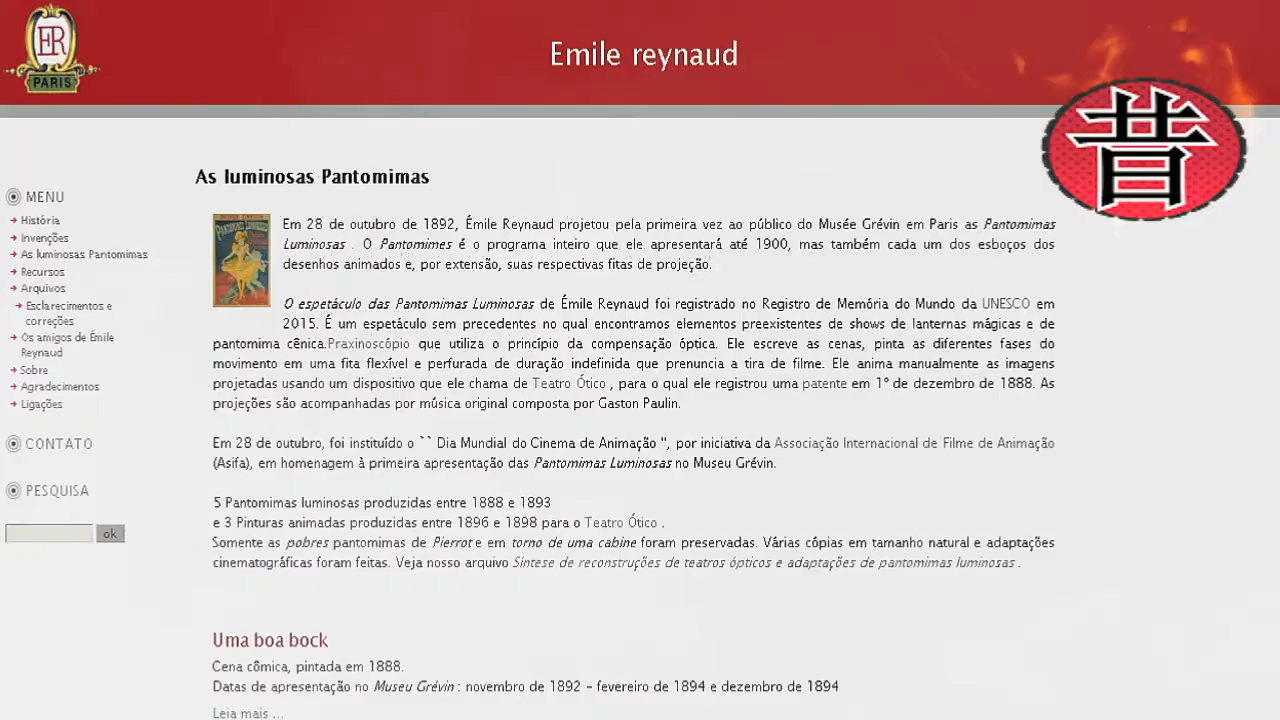 ER
PARIS
Emile reynaud
昔
MENU
História
Invenções
As luminosas Pantomimas
Recursos
Arquivos
Esclarecimentos e
correções
Os amigos de Émile
Reynaud
Sobre
Agradecimentos
Ligações
CONTATO
PESQUISA
ok
As luminosas Pantomimas
Em 28 de outubro de 1892, Émile Reynaud projetou pela primeira vez ao público do Musée Grévin em Paris as Pantomimas
Luminosas . O Pantomimes é o programa inteiro que ele apresentará até 1900, mas também cada um dos esboços dos
desenhos animados e, por extensão, suas respectivas fitas de projeção.
O espetáculo das Pantomimas Luminosas de Émile Reynaud foi registrado no Registro de Memória do Mundo da UNESCO em
2015. É um espetáculo sem precedentes no qual encontramos elementos preexistentes de shows de lanternas mágicas e de
pantomima cênica.Praxinoscópio que utiliza o princípio da compensação óptica. Ele escreve as cenas, pinta as diferentes fases do
movimento em uma fita flexível e perfurada de duração indefinida que prenuncia a tira de filme. Ele anima manualmente as imagens
projetadas usando um dispositivo que ele chama de Teatro Ótico , para o qual ele registrou uma patente em 1° de dezembro de 1888. As
projeções são acompanhadas por música original composta por Gaston Paulin.
Em 28 de outubro, foi instituído o `` Dia Mundial do Cinema de Animação ", por iniciativa da Associação Internacional de Filme de Animação
(Asifa), em homenagem à primeira apresentação das Pantomimas Luminosas no Museu Grévin.
5 Pantomimas luminosas produzidas entre 1888 e 1893
e 3 Pinturas animadas produzidas entre 1896 e 1898 para o Teatro Ótico .
Somente as pobres pantomimas de Pierrot e em torno de uma cabine foram preservadas. Várias cópias em tamanho natural e adaptações
cinematográficas foram feitas. Veja nosso arquivo Síntese de reconstruções de teatros ópticos e adaptações de pantomimas luminosas .
Uma boa bock
Cena cômica, pintada em 1888.
Datas de apresentação no Museu Grévin : novembro de 1892 – fevereiro de 1894 e dezembro de 1894
Leia mais ...